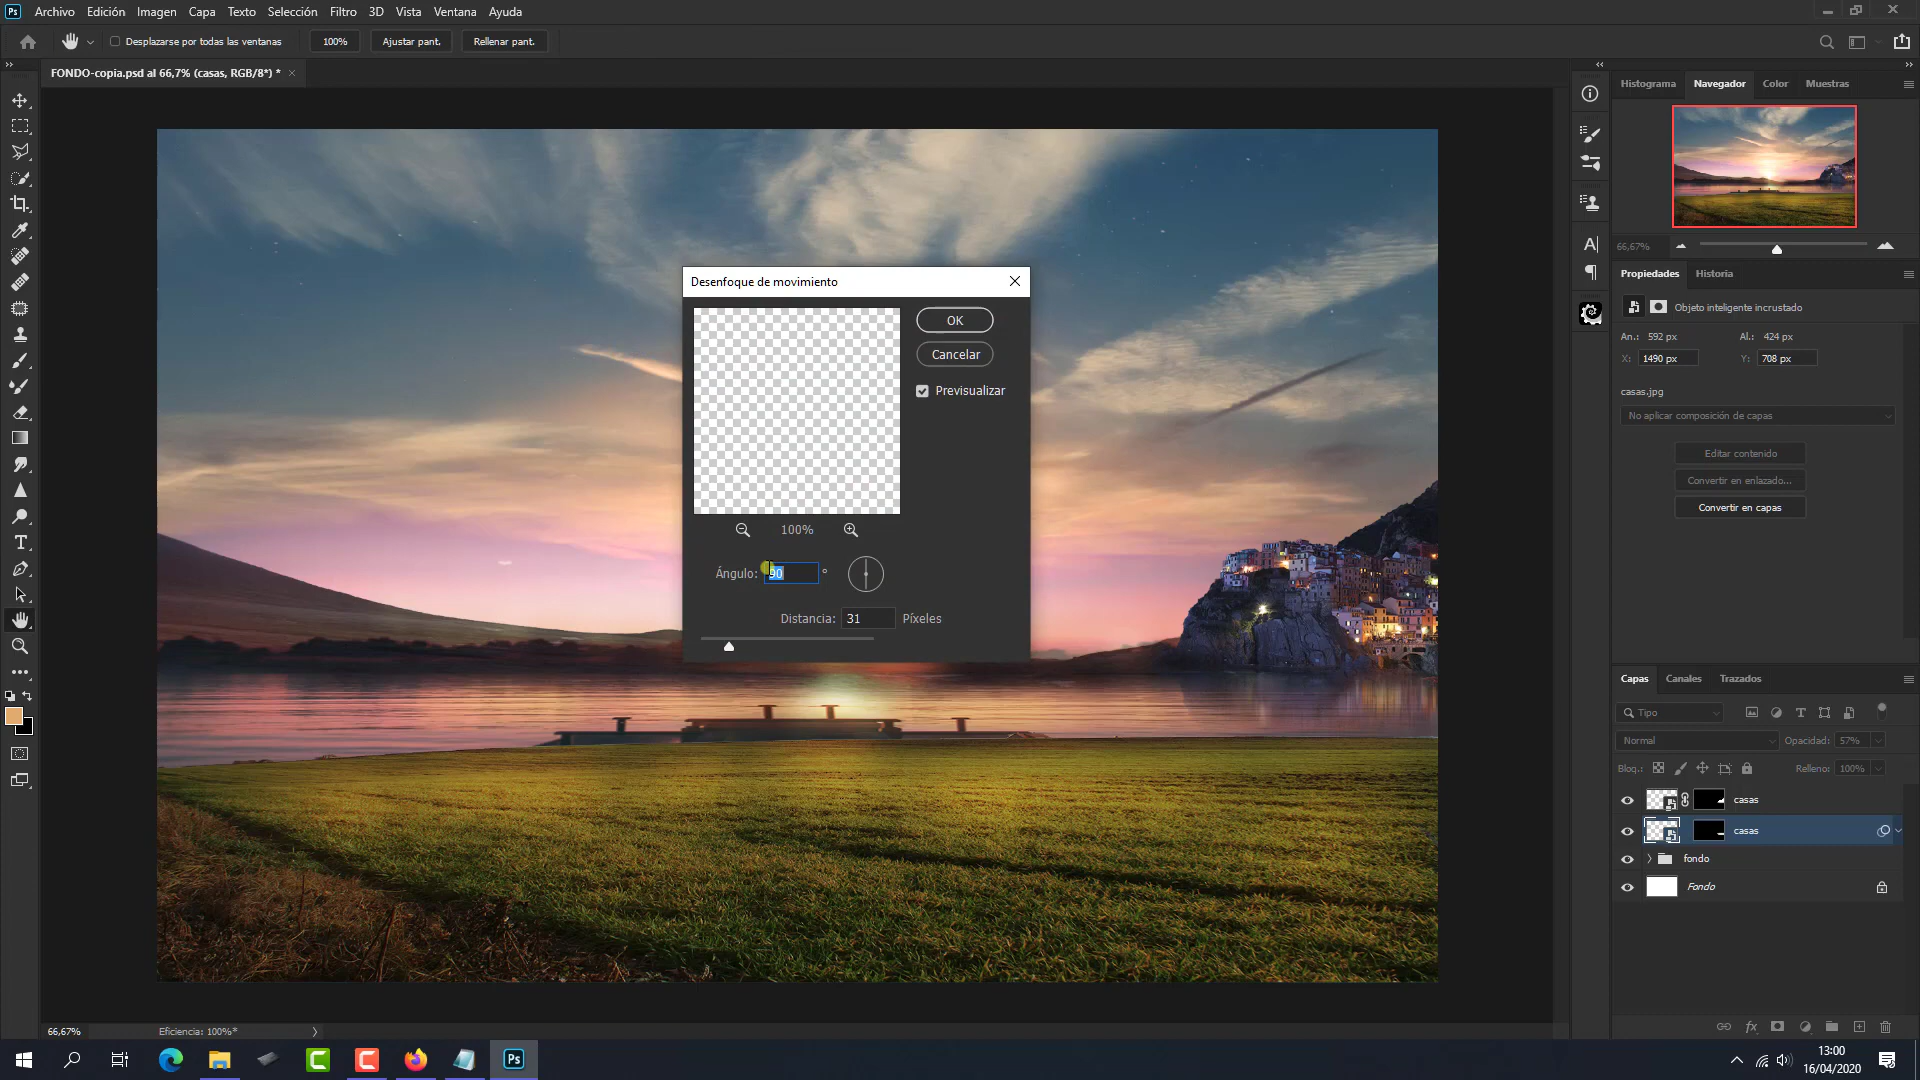 Ps Archivo Edición Imagen Capa Texto Selección Filtro 3D Vista Ventana Ayuda
Desplazarse por todas las ventanas 100% Ajustar pant. Rellenar pant.
FONDO-copia.psd al 66,7% (casas, RGB/8*) *
Histograma Navegador Color Muestras
66,67%
Propiedades Historia
Objeto inteligente incrustado
An.: 592 px Al.: 424 px
X: 1490 px Y: 708 px
casas.jpg
No aplicar composición de capas
Editar contenido
Convertir en enlazado...
Convertir en capas
Desenfoque de movimiento
OK
Cancelar
Previsualizar
100%
Ángulo: 90 °
Distancia: 31 Píxeles
Capas Canales Trazados
Tipo
Normal Opacidad: 57%
Bloq.: Relleno: 100%
casas
casas
fondo
Fondo
fx
66,67% Eficiencia: 100%*
Ps
13:00
16/04/2020